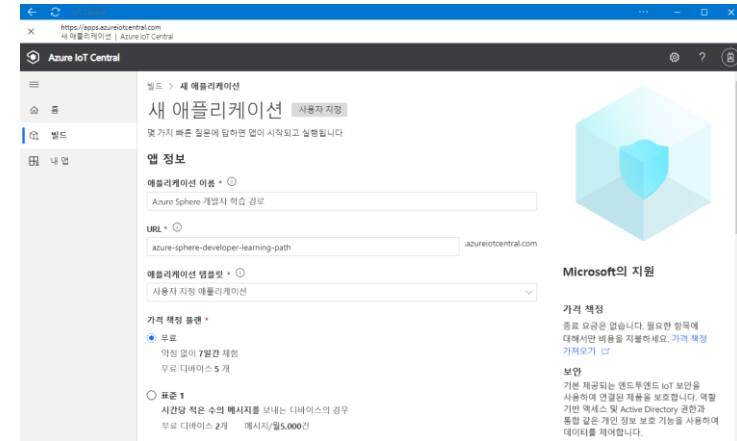 https://apps.azureiotcentral.com
새 애플리케이션 | Azure IoT Central
Azure IoT Central
홈
빌드
내 앱
빌드 > 새 애플리케이션
새 애플리케이션 사용자 지정
몇 가지 빠른 질문에 답하면 앱이 시작되고 실행됩니다.
앱 정보
애플리케이션 이름 *
Azure Sphere 개발자 학습 경로
URL *
azure-sphere-developer-learning-path .azureiotcentral.com
애플리케이션 템플릿 *
사용자 지정 애플리케이션
가격 책정 플랜 *
무료
약정 없이 7일간 체험
무료 디바이스 5 개
표준 1
시간당 적은 수의 메시지를 보내는 디바이스의 경우
무료 디바이스 2개 메시지/월5,000건
Microsoft의 지원
가격 책정
종료 요금은 없습니다. 필요한 항목에
대해서만 비용을 지불하세요. 가격 책정
가져오기
보안
기본 제공되는 엔드투엔드 IoT 보안을
사용하여 연결된 제품을 보호합니다. 역할
기반 액세스 및 Active Directory 권한과
통합 같은 개인 정보 보호 기능을 사용하여
데이터를 제어합니다.